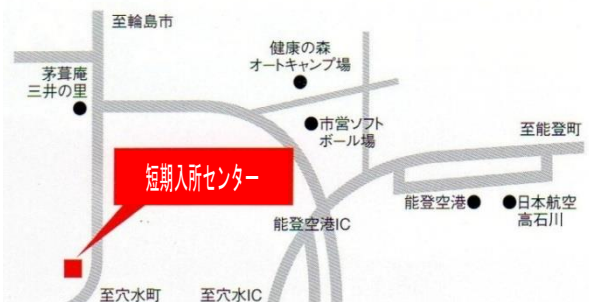 至輪島市
健康の森
オートキャンプ場
茅葺庵
三井の里
市営ソフト
ボール場
至能登町
短期入所センター
能登空港
日本航空
高石川
能登空港IC
至穴水町
至穴水IC